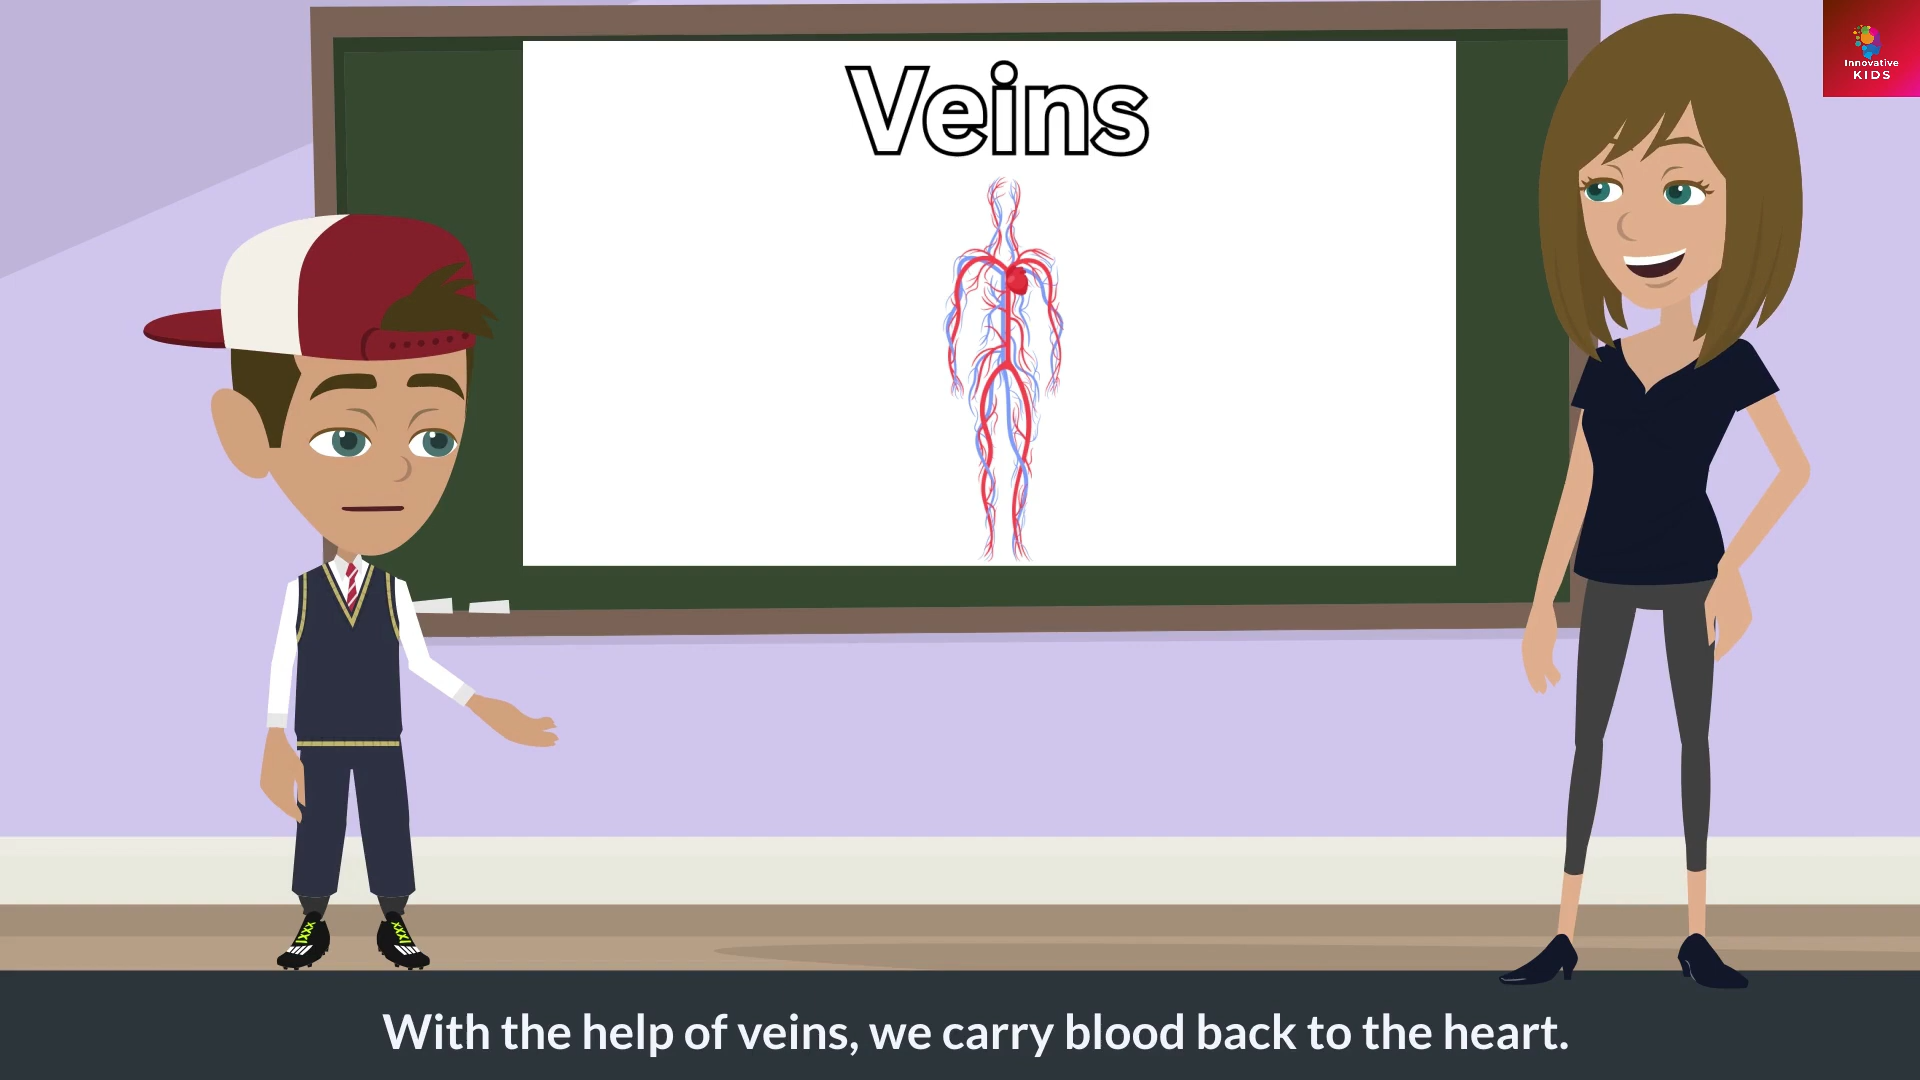 Innovative
KIDS
Veins
With the help of veins, we carry blood back to the heart.